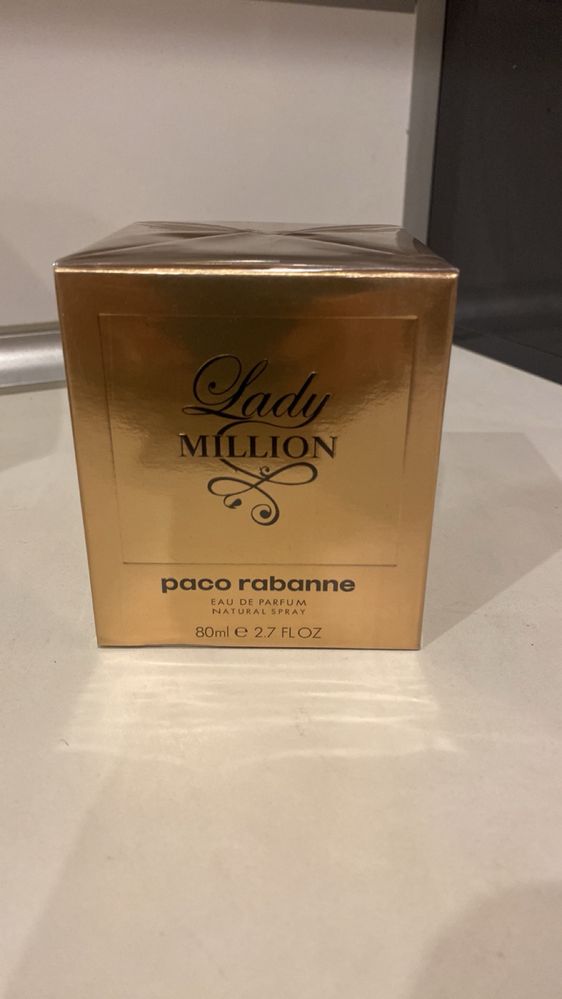 Lady
MILLION
paco rabanne
EAU DE PARFUM
NATURAL SPRAY
80ml e 2.7 FL OZ